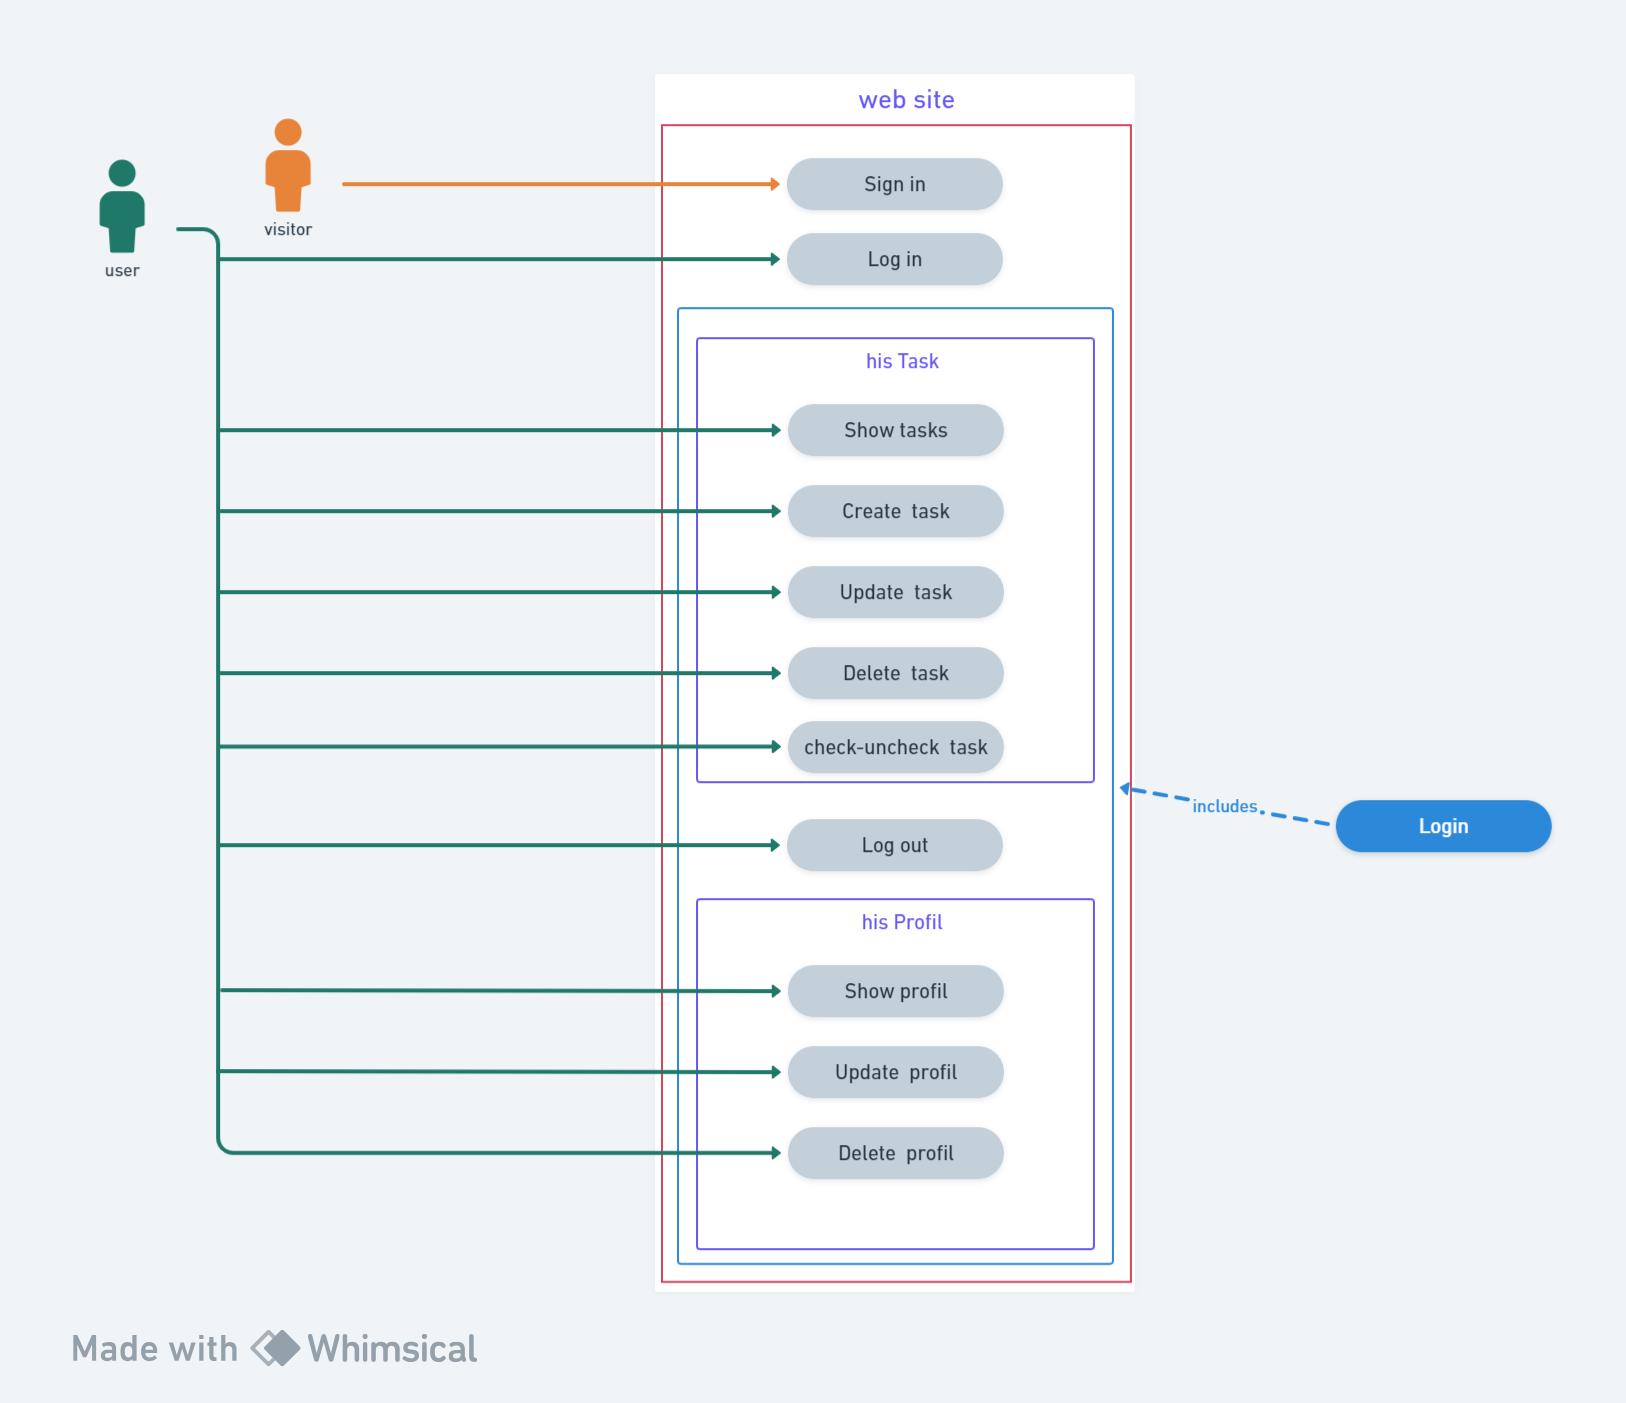 web site
Sign in
visitor
Log in
user
his Task
Show tasks
Create task
Update task
Delete task
check-uncheck task
includes
Login
Log out
his Profil
Show profil
Update profil
Delete profil
Made with Whimsical